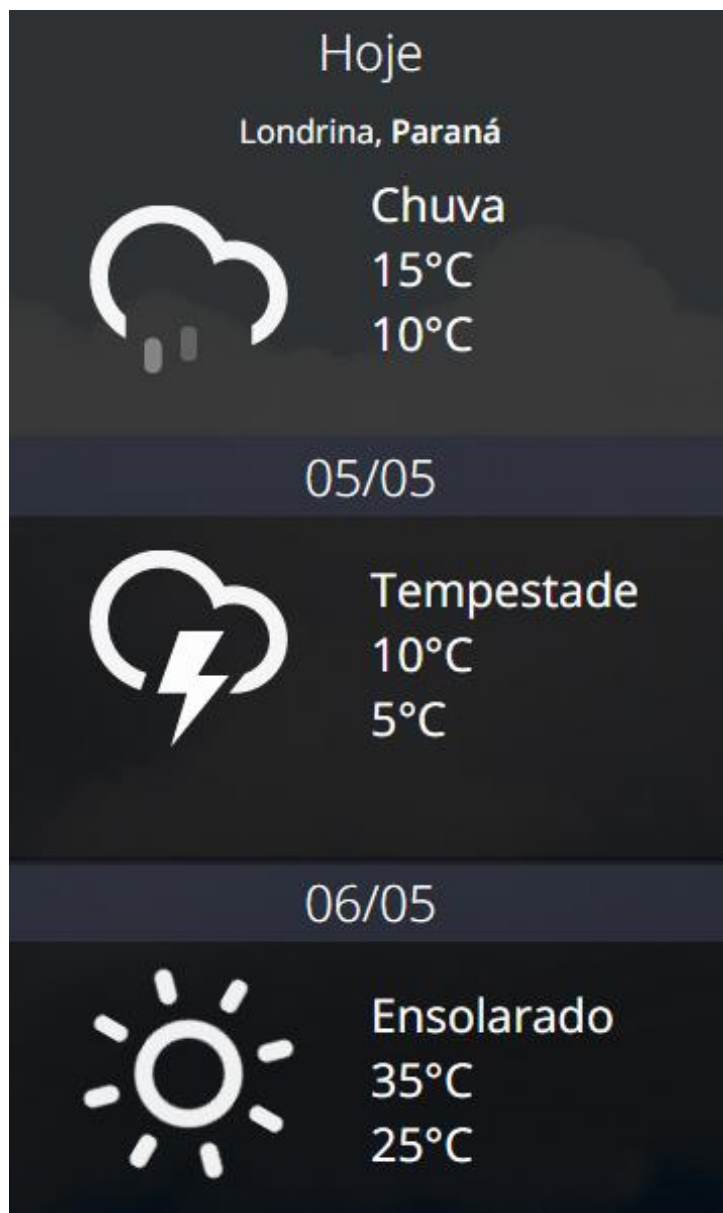 Hoje
Londrina, Paraná
Chuva
15°C
10°C
05/05
Tempestade
10°C
5°C
06/05
Ensolarado
35°C
25°C